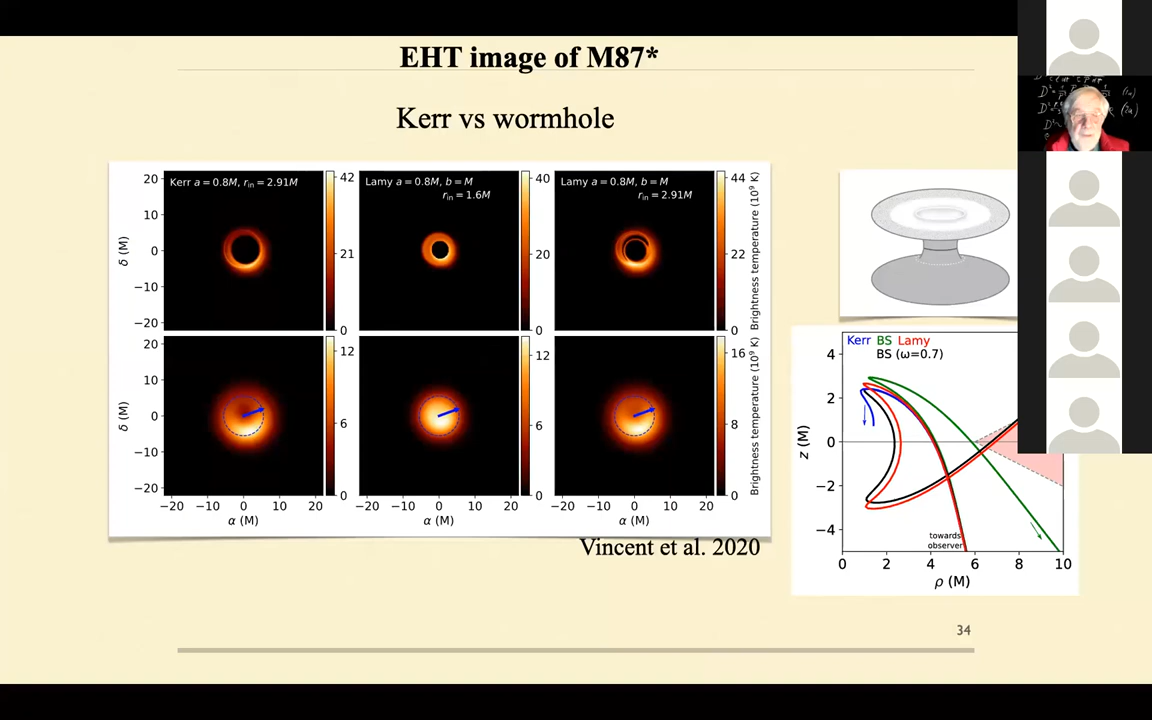 EHT image of M87*
Kerr vs wormhole
Kerr a = 0.8M, r_in = 2.91M
Lamy a = 0.8M, b = M
r_in = 1.6M
Lamy a = 0.8M, b = M
r_in = 2.91M
20
10
0
−10
−20
δ (M)
42
21
0
40
20
0
44
22
0
Brightness temperature (10⁹ K)
20
10
0
−10
−20
δ (M)
12
6
0
12
6
0
16
8
0
Brightness temperature (10⁹ K)
−20 −10 0 10 20
−20 −10 0 10 20
−20 −10 0 10 20
α (M)
α (M)
α (M)
Vincent et al. 2020
Kerr BS Lamy
BS (ω=0.7)
4
2
0
−2
−4
z (M)
towards
observer
0 2 4 6 8 10
ρ (M)
34